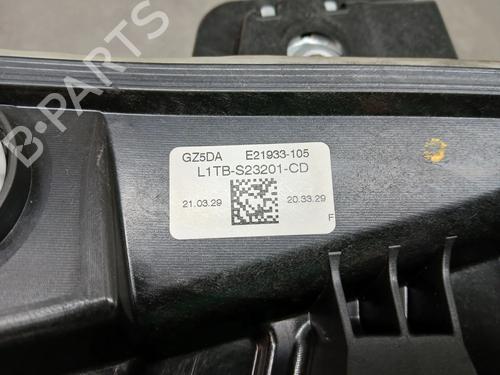 B-PARTS
GZ5DA E21933-105
L1TB-S23201-CD
21.03.29 20.33.29
F